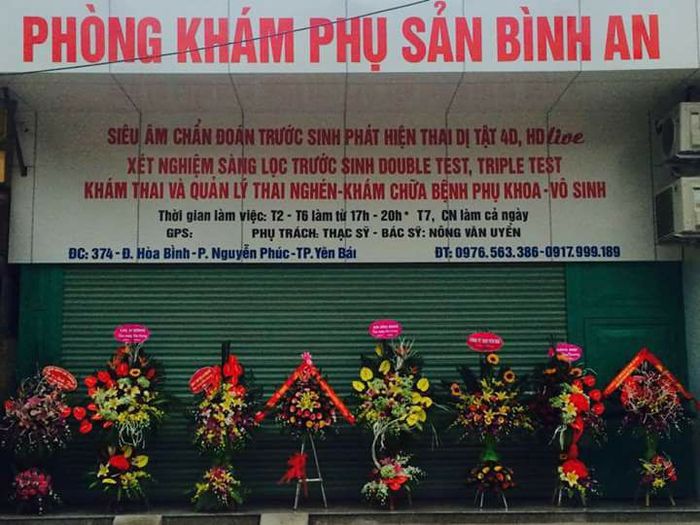 PHÒNG KHÁM PHỤ SẢN BÌNH AN
SIÊU ÂM CHẨN ĐOÁN TRƯỚC SINH PHÁT HIỆN THAI DỊ TẬT 4D, HD live
XÉT NGHIỆM SÀNG LỌC TRƯỚC SINH DOUBLE TEST, TRIPLE TEST
KHÁM THAI VÀ QUẢN LÝ THAI NGHÉN-KHÁM CHỮA BỆNH PHỤ KHOA -VÔ SINH
Thời gian làm việc: T2 - T6 làm từ 17h - 20h* T7, CN làm cả ngày
GPS: PHỤ TRÁCH: THẠC SỸ - BÁC SỸ: NÔNG VĂN UYỂN
ĐC: 374-Đ. Hòa Bình-P. Nguyễn Phúc-TP.Yên Bái ĐT: 0976.563.386-0917.999.189